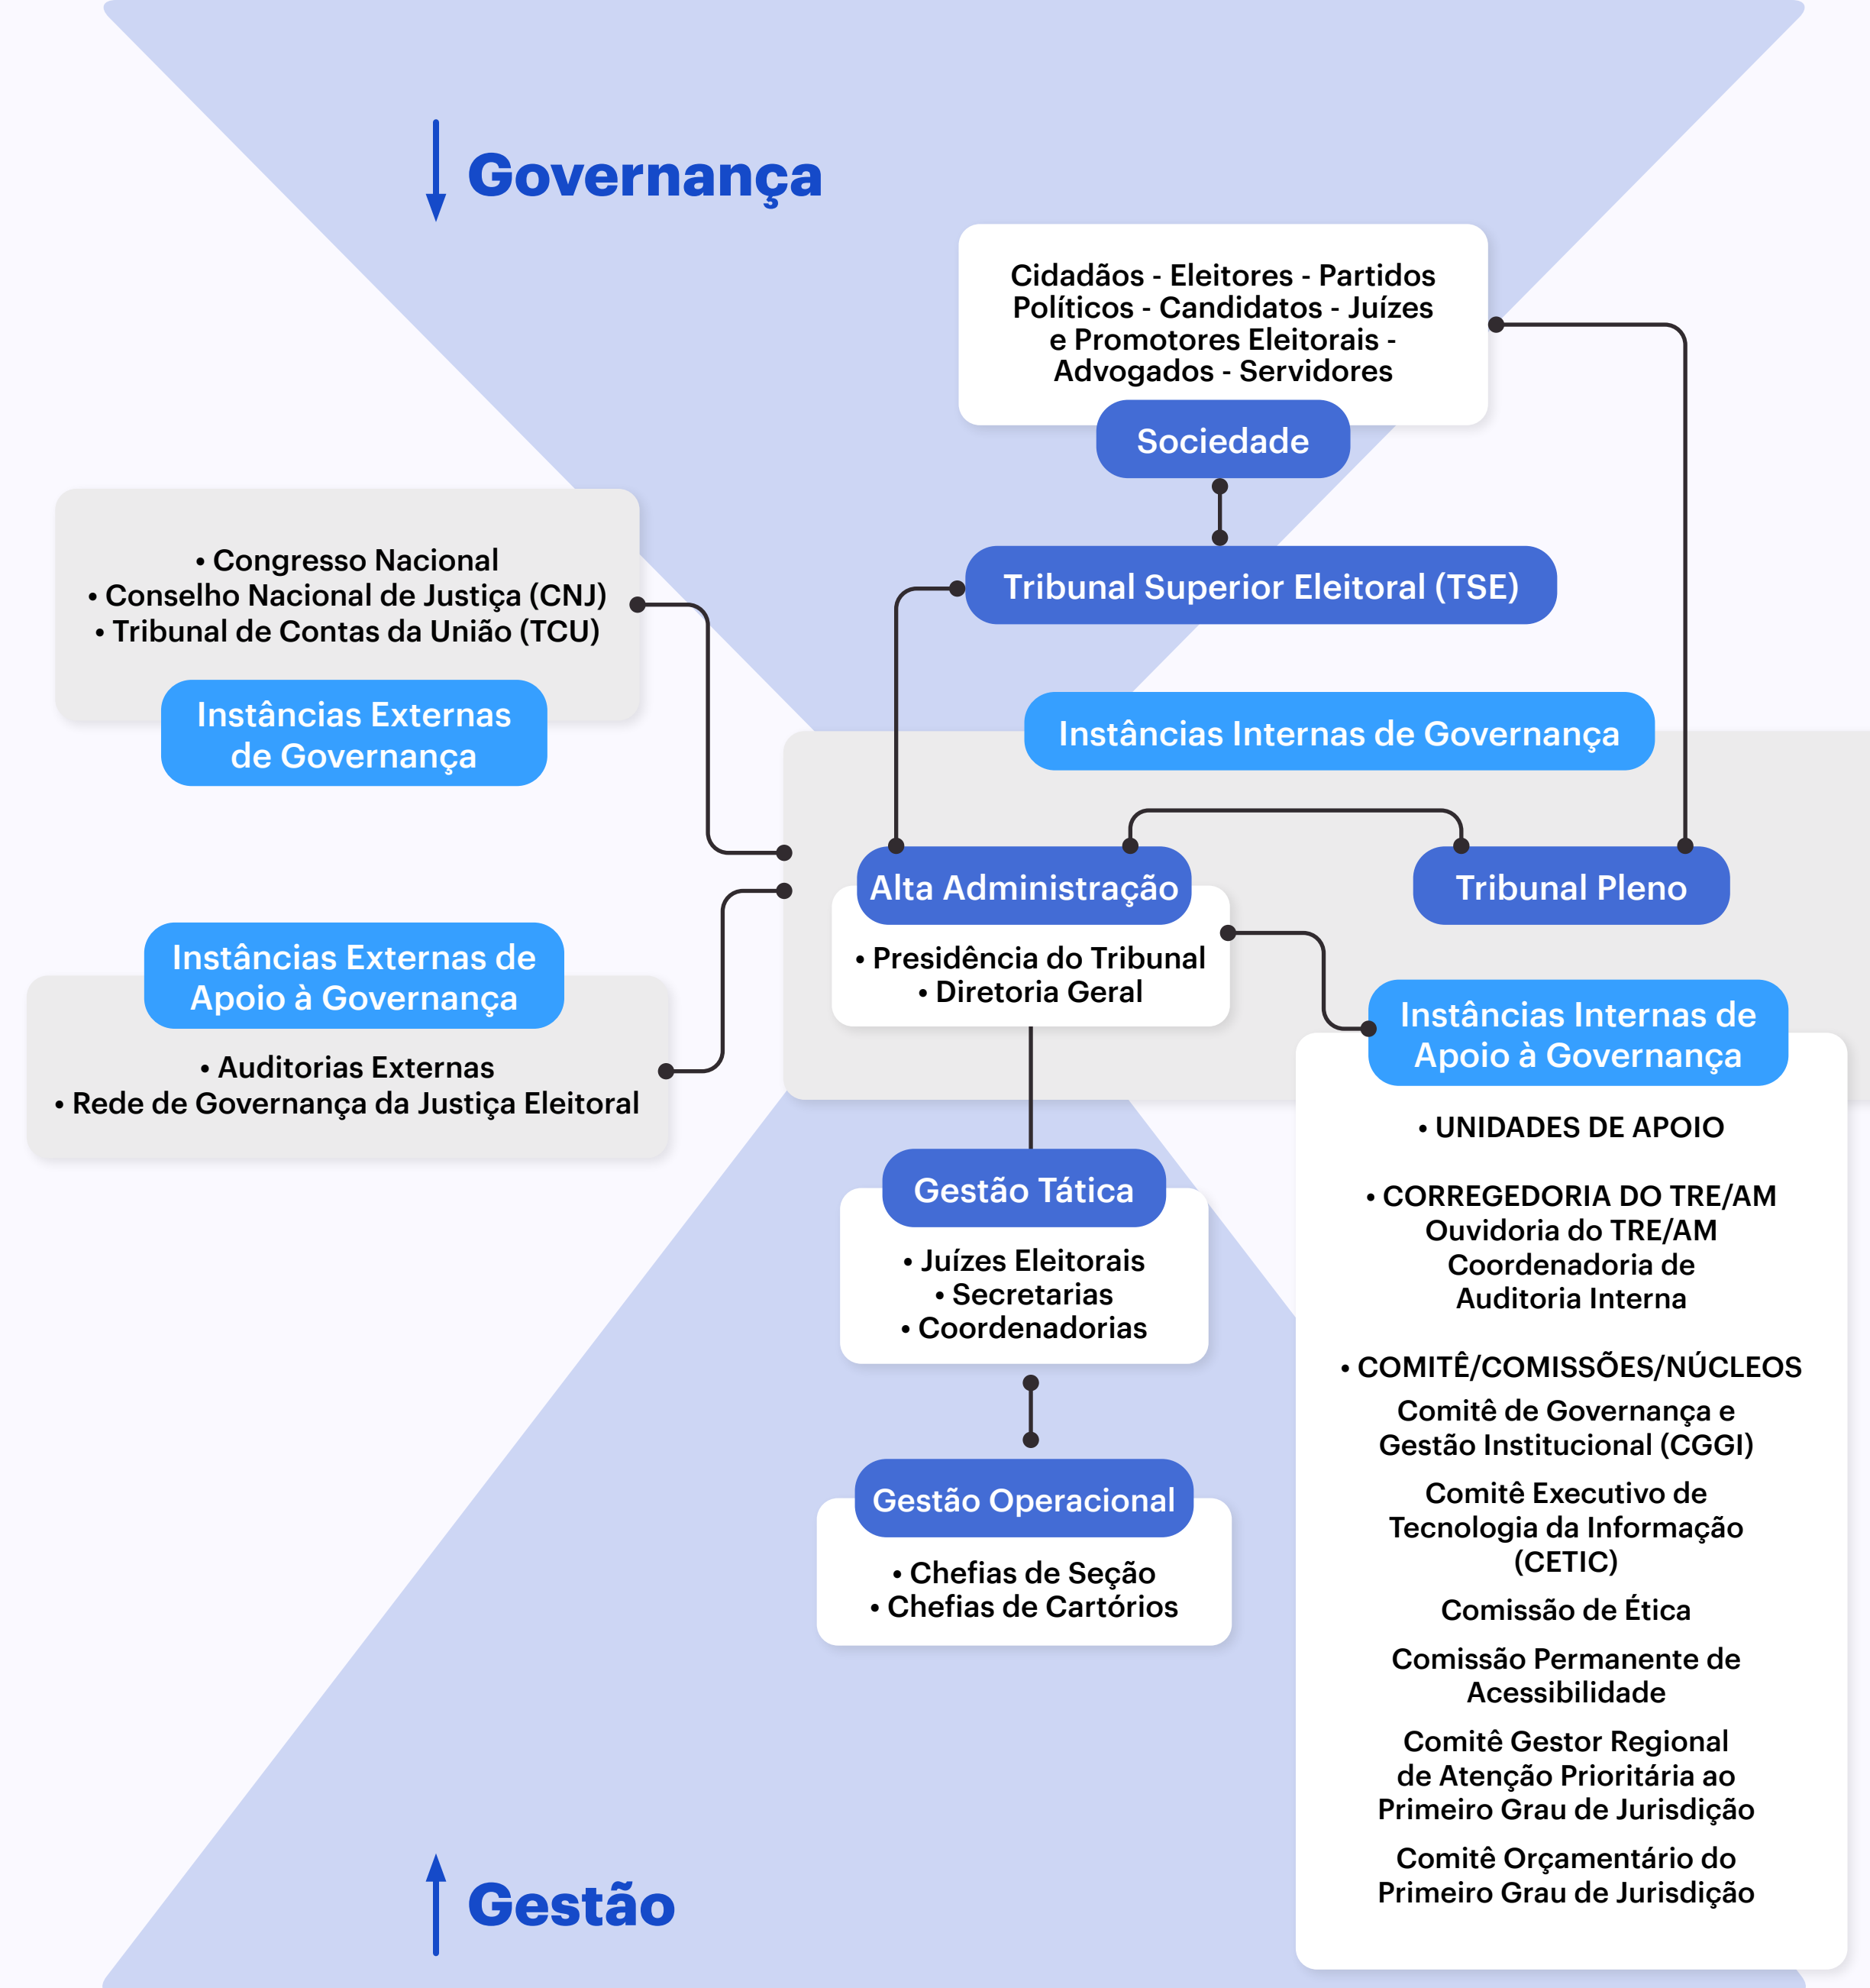 Governança
Cidadãos - Eleitores - Partidos
Políticos - Candidatos - Juízes
e Promotores Eleitorais -
Advogados - Servidores
Sociedade
Tribunal Superior Eleitoral (TSE)
• Congresso Nacional
• Conselho Nacional de Justiça (CNJ)
• Tribunal de Contas da União (TCU)
Instâncias Externas
de Governança
Instâncias Internas de Governança
Alta Administração
• Presidência do Tribunal
• Diretoria Geral
Tribunal Pleno
Instâncias Externas de
Apoio à Governança
• Auditorias Externas
• Rede de Governança da Justiça Eleitoral
Instâncias Internas de
Apoio à Governança
• UNIDADES DE APOIO
• CORREGEDORIA DO TRE/AM
Ouvidoria do TRE/AM
Coordenadoria de
Auditoria Interna
• COMITÊ/COMISSÕES/NÚCLEOS
Comitê de Governança e
Gestão Institucional (CGGI)
Comitê Executivo de
Tecnologia da Informação
(CETIC)
Comissão de Ética
Comissão Permanente de
Acessibilidade
Comitê Gestor Regional
de Atenção Prioritária ao
Primeiro Grau de Jurisdição
Comitê Orçamentário do
Primeiro Grau de Jurisdição
Gestão Tática
• Juízes Eleitorais
• Secretarias
• Coordenadorias
Gestão Operacional
• Chefias de Seção
• Chefias de Cartórios
Gestão